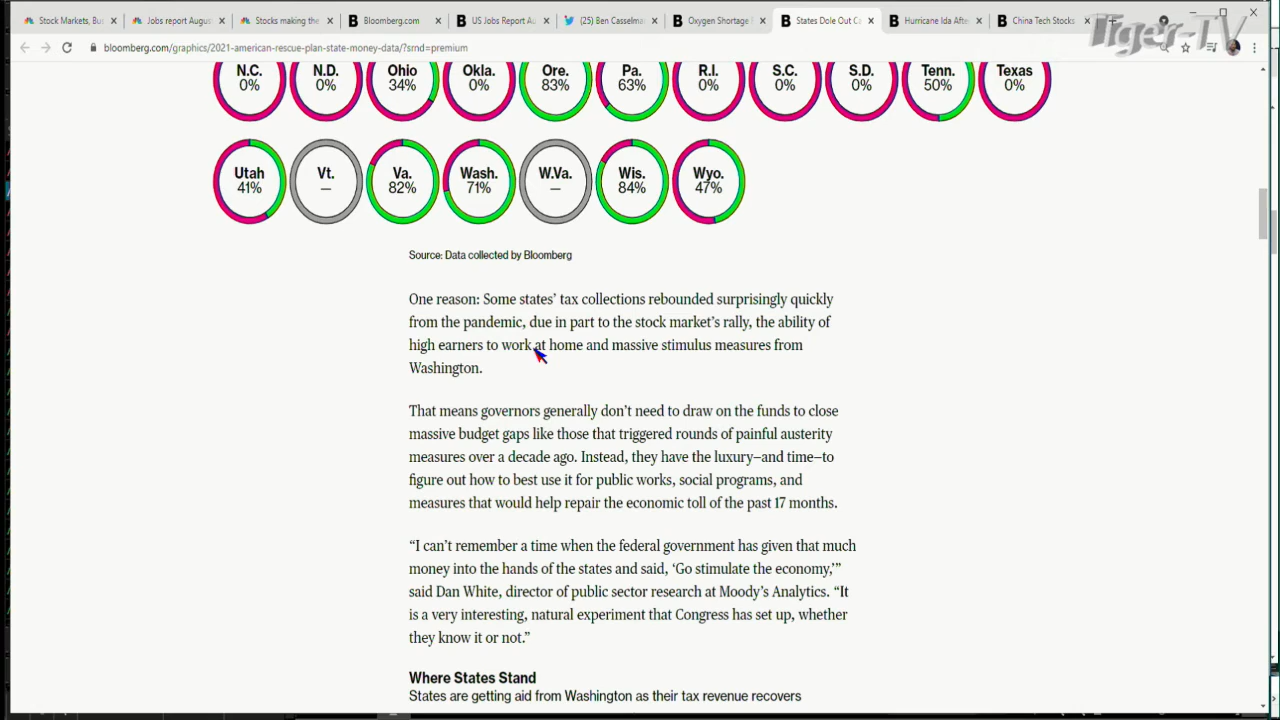 Stock Markets, Bus
Jobs report Augus
Stocks making the
Bloomberg.com
US Jobs Report Au
(25) Ben Casselma
Oxygen Shortage
States Dole Out Ca
Hurricane Ida Afte
China Tech Stocks
Tiger-TV
bloomberg.com/graphics/2021-american-rescue-plan-state-money-data/?srnd=premium
N.C. N.D. Ohio Okla. Ore. Pa. R.I. S.C. S.D. Tenn. Texas
0% 0% 34% 0% 83% 63% 0% 0% 0% 50% 0%
Utah Vt. Va. Wash. W.Va. Wis. Wyo.
41% — 82% 71% — 84% 47%
Source: Data collected by Bloomberg
One reason: Some states’ tax collections rebounded surprisingly quickly
from the pandemic, due in part to the stock market’s rally, the ability of
high earners to work at home and massive stimulus measures from
Washington.
That means governors generally don’t need to draw on the funds to close
massive budget gaps like those that triggered rounds of painful austerity
measures over a decade ago. Instead, they have the luxury—and time—to
figure out how to best use it for public works, social programs, and
measures that would help repair the economic toll of the past 17 months.
“I can’t remember a time when the federal government has given that much
money into the hands of the states and said, ‘Go stimulate the economy,’”
said Dan White, director of public sector research at Moody’s Analytics. “It
is a very interesting, natural experiment that Congress has set up, whether
they know it or not.”
Where States Stand
States are getting aid from Washington as their tax revenue recovers